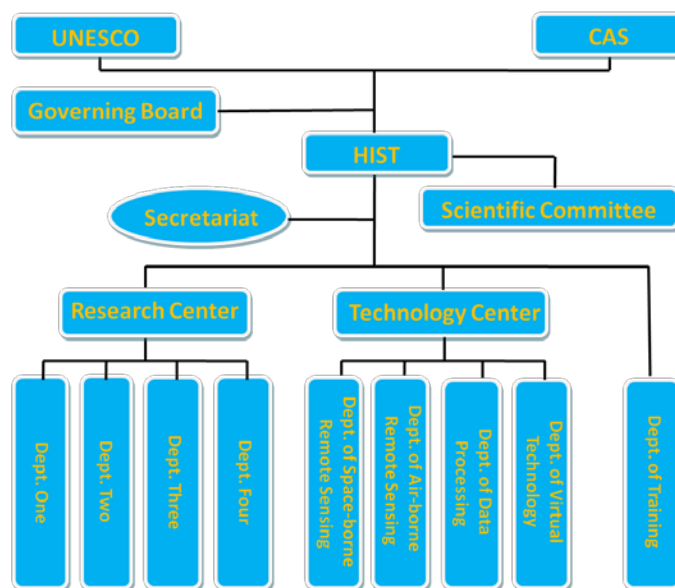 UNESCO
CAS
Governing Board
HIST
Secretariat
Scientific Committee
Research Center
Technology Center
Dept. One
Dept. Two
Dept. Three
Dept. Four
Dept. of Space-borne
Remote Sensing
Dept. of Air-borne
Remote Sensing
Dept. of Data
Processing
Dept. of Virtual
Technology
Dept. of Training